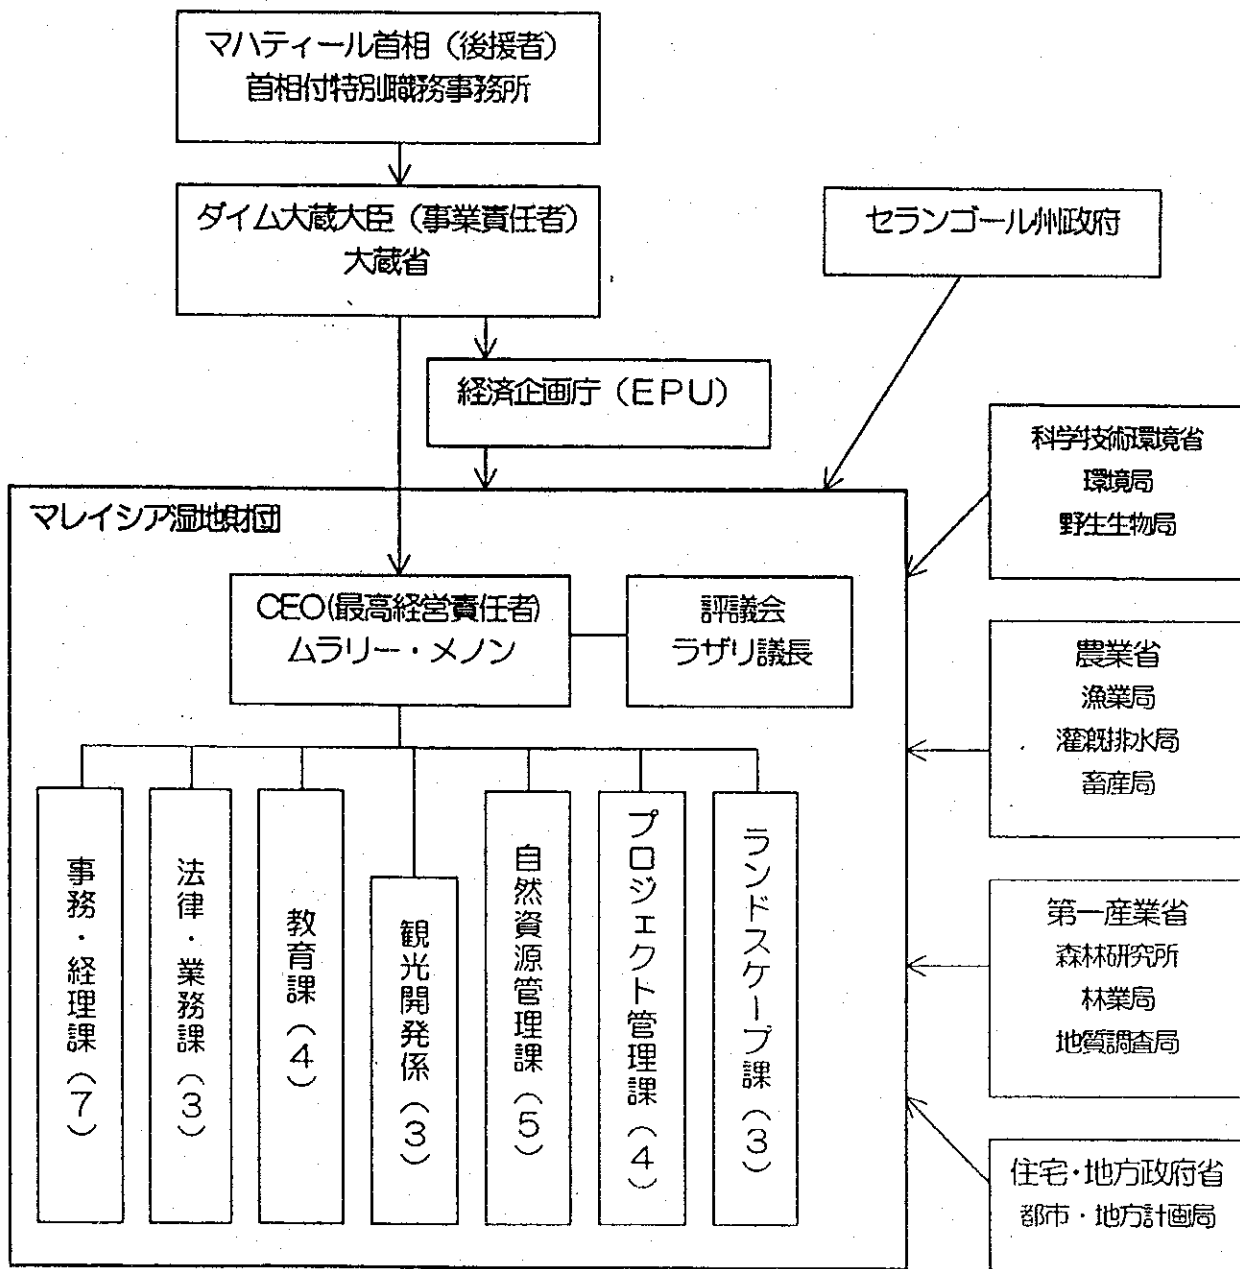 マハティール首相（後援者）
首相付特別職務事務所
ダイム大蔵大臣（事業責任者）
大蔵省
セランゴール州政府
経済企画庁（EPU）
マレイシア湿地財団
CEO(最高経営責任者)
ムラリー・メノン
評議会
ラザリ議長
事務・経理課（7）
法律・業務課（3）
教育課（4）
観光開発係（3）
自然資源管理課（5）
プロジェクト管理課（4）
ランドスケープ課（3）
科学技術環境省
環境局
野生生物局
農業省
漁業局
灌漑排水局
畜産局
第一産業省
森林研究所
林業局
地質調査局
住宅・地方政府省
都市・地方計画局